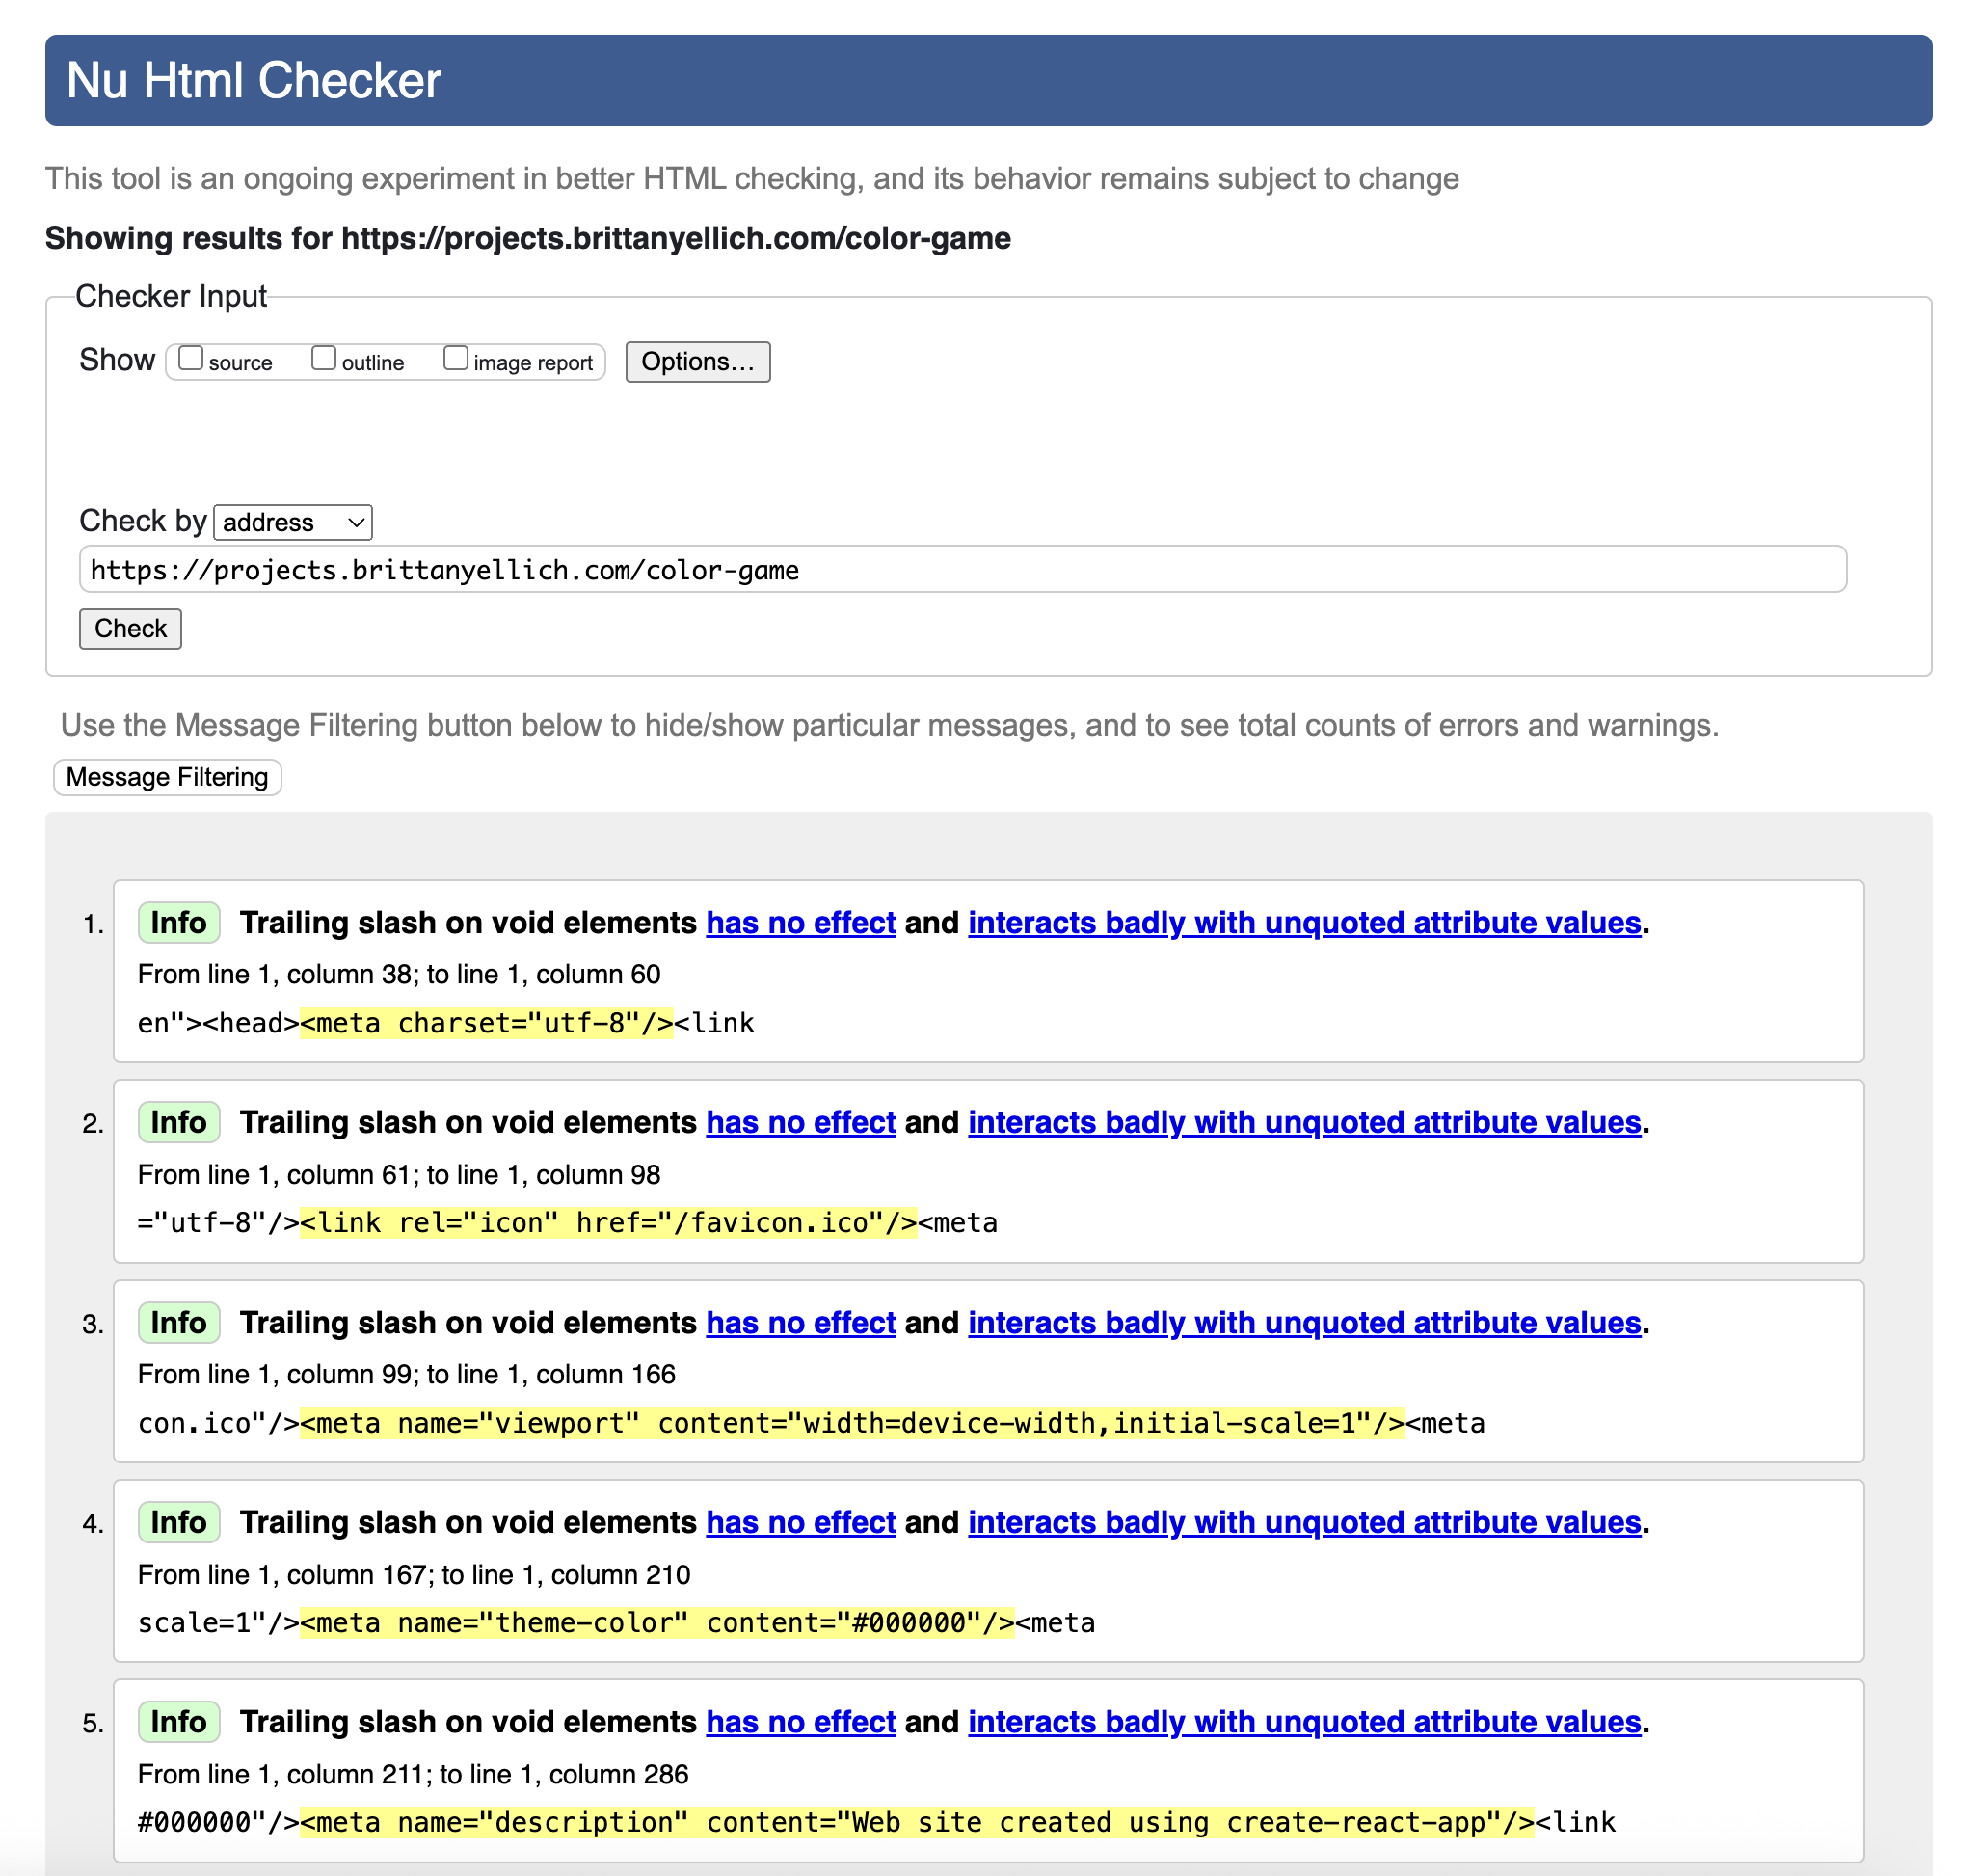 Nu Html Checker
This tool is an ongoing experiment in better HTML checking, and its behavior remains subject to change
Showing results for https://projects.brittanyellich.com/color-game
Checker Input
Show source outline image report Options...
Check by address
https://projects.brittanyellich.com/color-game
Check
Use the Message Filtering button below to hide/show particular messages, and to see total counts of errors and warnings.
Message Filtering
1. Info Trailing slash on void elements has no effect and interacts badly with unquoted attribute values.
From line 1, column 38; to line 1, column 60
en"><head><meta charset="utf-8"/><link
2. Info Trailing slash on void elements has no effect and interacts badly with unquoted attribute values.
From line 1, column 61; to line 1, column 98
="utf-8"/><link rel="icon" href="/favicon.ico"/><meta
3. Info Trailing slash on void elements has no effect and interacts badly with unquoted attribute values.
From line 1, column 99; to line 1, column 166
con.ico"/><meta name="viewport" content="width=device-width,initial-scale=1"/><meta
4. Info Trailing slash on void elements has no effect and interacts badly with unquoted attribute values.
From line 1, column 167; to line 1, column 210
scale=1"/><meta name="theme-color" content="#000000"/><meta
5. Info Trailing slash on void elements has no effect and interacts badly with unquoted attribute values.
From line 1, column 211; to line 1, column 286
#000000"/><meta name="description" content="Web site created using create-react-app"/><link